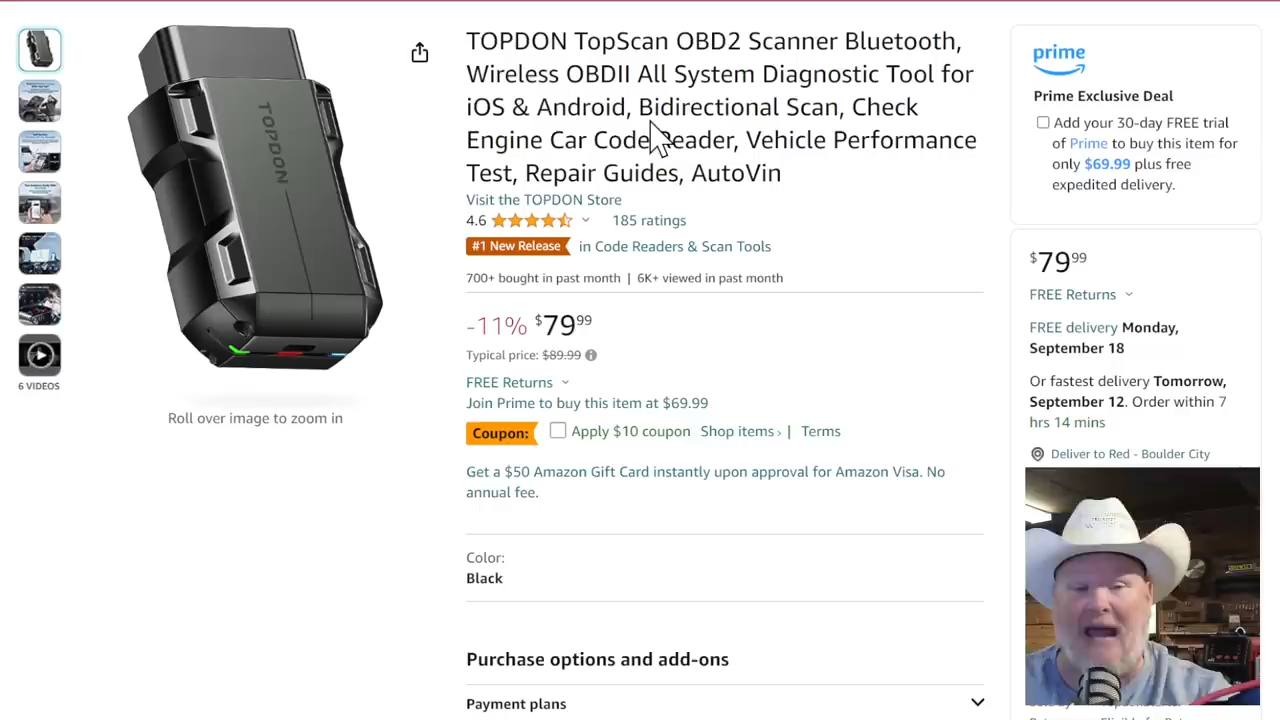 TOPDON
6 VIDEOS
Roll over image to zoom in
TOPDON TopScan OBD2 Scanner Bluetooth,
Wireless OBDII All System Diagnostic Tool for
iOS & Android, Bidirectional Scan, Check
Engine Car Code Reader, Vehicle Performance
Test, Repair Guides, AutoVin
Visit the TOPDON Store
4.6 185 ratings
#1 New Release in Code Readers & Scan Tools
700+ bought in past month | 6K+ viewed in past month
-11% $79 99
Typical price: $89.99
FREE Returns
Join Prime to buy this item at $69.99
Coupon: Apply $10 coupon Shop items › | Terms
Get a $50 Amazon Gift Card instantly upon approval for Amazon Visa. No
annual fee.
Color:
Black
Purchase options and add-ons
Payment plans
prime
Prime Exclusive Deal
Add your 30-day FREE trial
of Prime to buy this item for
only $69.99 plus free
expedited delivery.
$79 99
FREE Returns
FREE delivery Monday,
September 18
Or fastest delivery Tomorrow,
September 12. Order within 7
hrs 14 mins
Deliver to Red - Boulder City